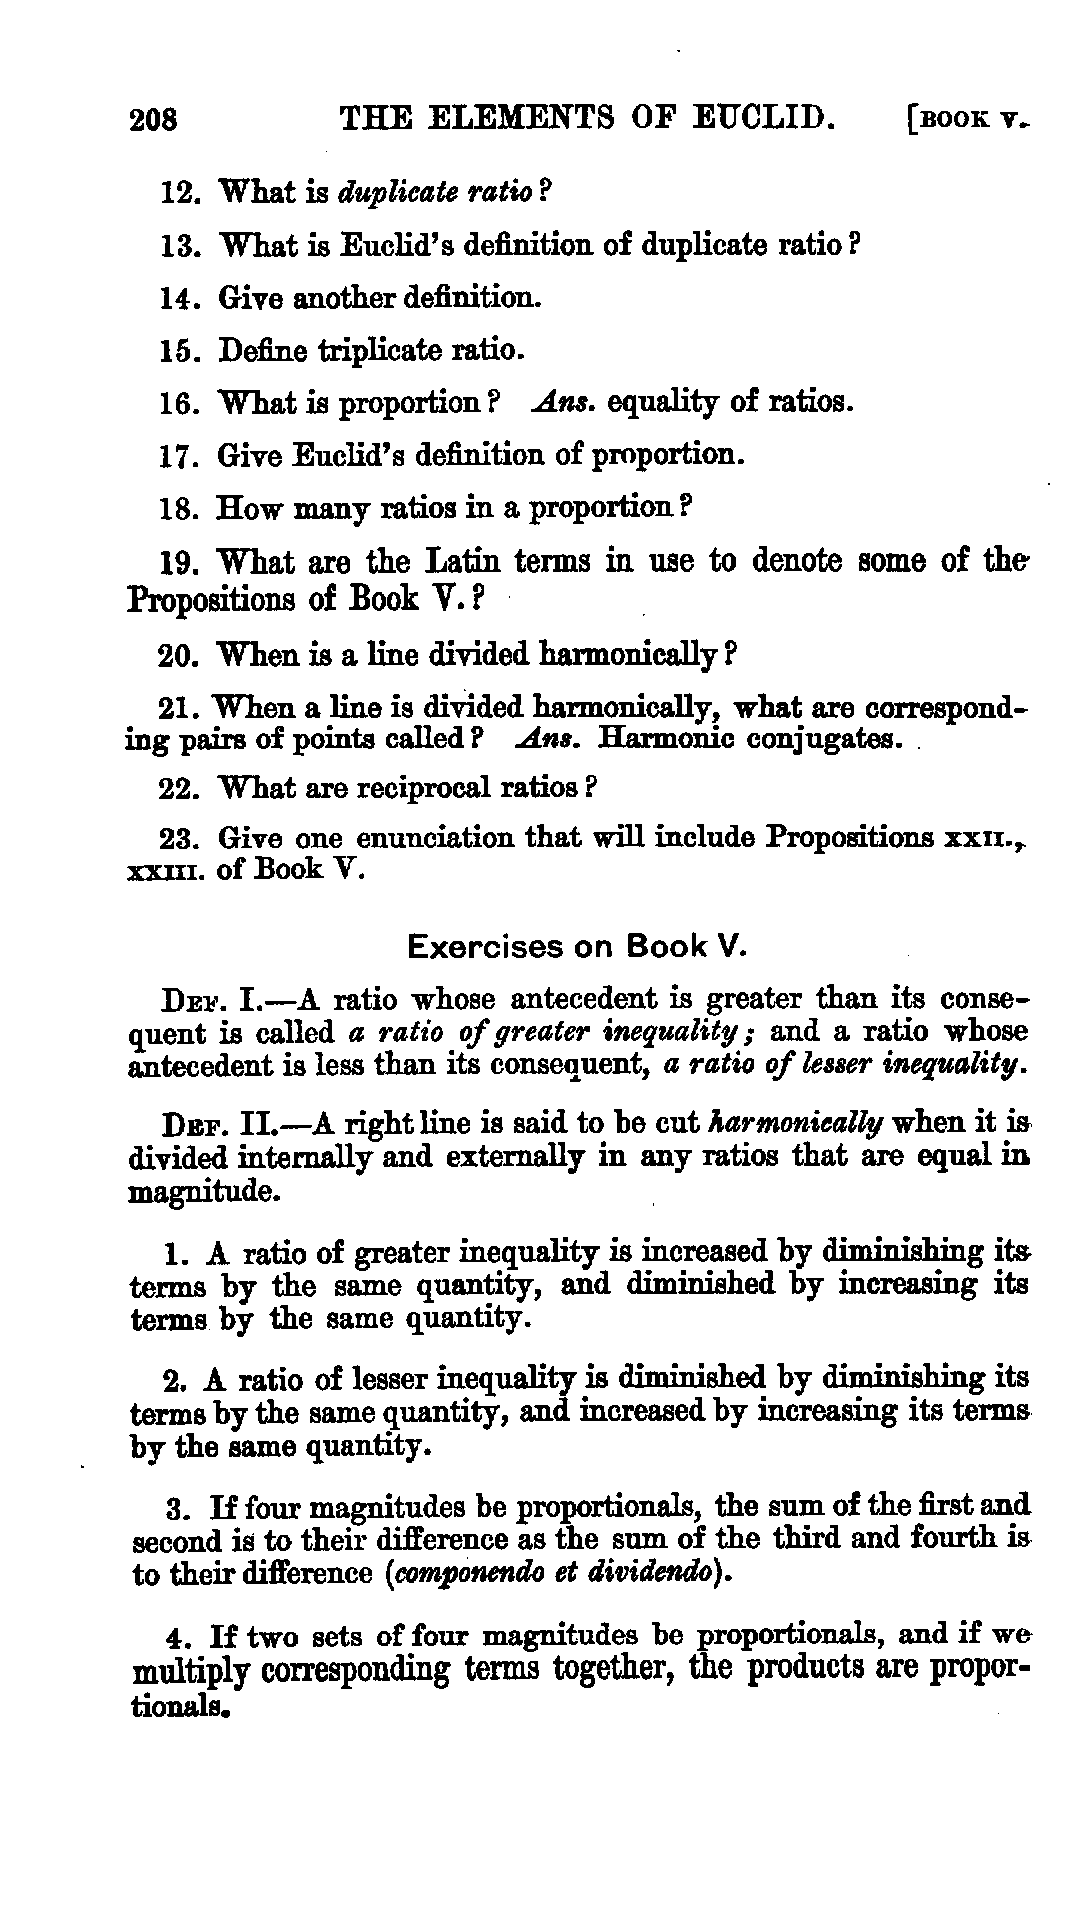 208 THE ELEMENTS OF EUCLID. [BOOK V.
12. What is duplicate ratio?
13. What is Euclid's definition of duplicate ratio?
14. Give another definition.
15. Define triplicate ratio.
16. What is proportion? Ans. equality of ratios.
17. Give Euclid's definition of proportion.
18. How many ratios in a proportion?
19. What are the Latin terms in use to denote some of the
Propositions of Book V.?
20. When is a line divided harmonically?
21. When a line is divided harmonically, what are correspond-
ing pairs of points called? Ans. Harmonic conjugates.
22. What are reciprocal ratios?
23. Give one enunciation that will include Propositions XXII.,
XXIII. of Book V.
Exercises on Book V.
DEF. I.—A ratio whose antecedent is greater than its conse-
quent is called a ratio of greater inequality; and a ratio whose
antecedent is less than its consequent, a ratio of lesser inequality.
DEF. II.—A right line is said to be cut harmonically when it is
divided internally and externally in any ratios that are equal in
magnitude.
1. A ratio of greater inequality is increased by diminishing its
terms by the same quantity, and diminished by increasing its
terms by the same quantity.
2. A ratio of lesser inequality is diminished by diminishing its
terms by the same quantity, and increased by increasing its terms
by the same quantity.
3. If four magnitudes be proportionals, the sum of the first and
second is to their difference as the sum of the third and fourth is
to their difference (componendo et dividendo).
4. If two sets of four magnitudes be proportionals, and if we
multiply corresponding terms together, the products are propor-
tionals.